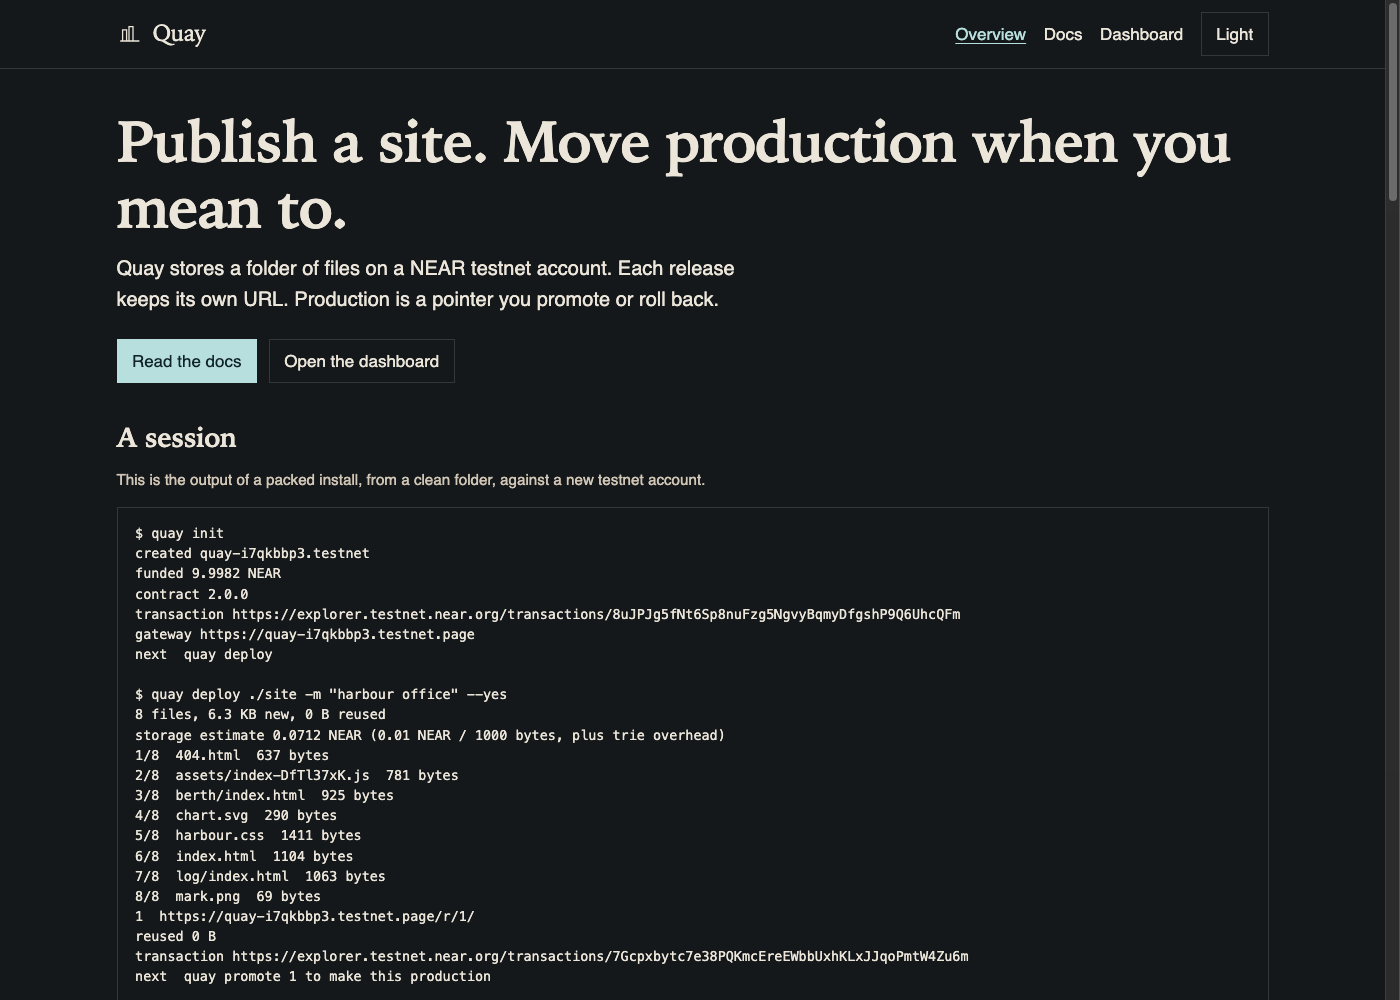 Quay
Overview Docs Dashboard Light
Publish a site. Move production when you
mean to.
Quay stores a folder of files on a NEAR testnet account. Each release
keeps its own URL. Production is a pointer you promote or roll back.
Read the docs Open the dashboard
A session
This is the output of a packed install, from a clean folder, against a new testnet account.
$ quay init
created quay-i7qkbbp3.testnet
funded 9.9982 NEAR
contract 2.0.0
transaction https://explorer.testnet.near.org/transactions/8uJPJg5fNt6Sp8nuFzg5NgvyBqmyDfgshP9Q6UhcQFm
gateway https://quay-i7qkbbp3.testnet.page
next  quay deploy
$ quay deploy ./site -m "harbour office" --yes
8 files, 6.3 KB new, 0 B reused
storage estimate 0.0712 NEAR (0.01 NEAR / 1000 bytes, plus trie overhead)
1/8  404.html  637 bytes
2/8  assets/index-DfTl37xK.js  781 bytes
3/8  berth/index.html  925 bytes
4/8  chart.svg  290 bytes
5/8  harbour.css  1411 bytes
6/8  index.html  1104 bytes
7/8  log/index.html  1063 bytes
8/8  mark.png  69 bytes
1  https://quay-i7qkbbp3.testnet.page/r/1/
reused 0 B
transaction https://explorer.testnet.near.org/transactions/7Gcpxbytc7e38PQKmcEreEWbbUxhKLxJJqoPmtW4Zu6m
next  quay promote 1 to make this production